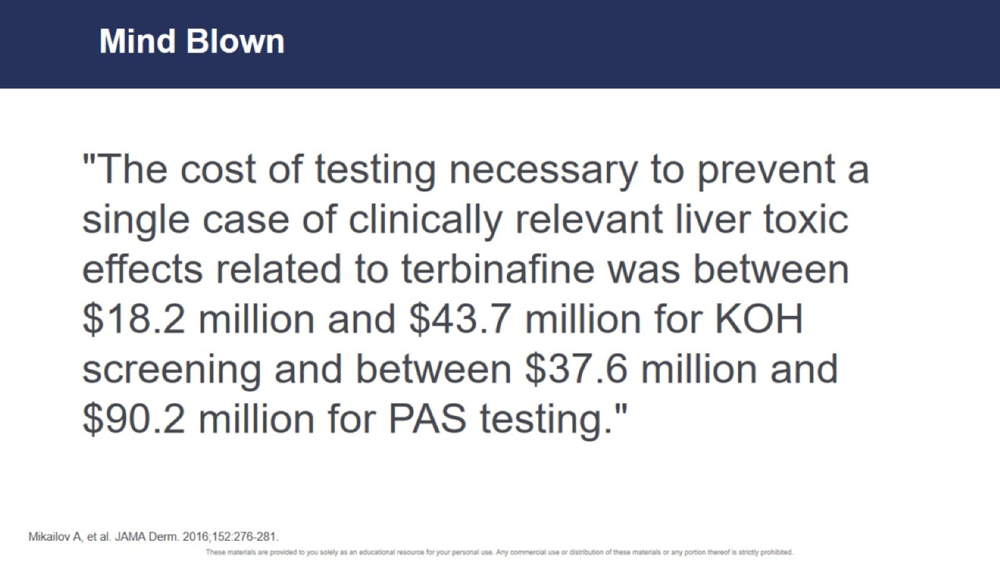 Mind Blown
"The cost of testing necessary to prevent a
single case of clinically relevant liver toxic
effects related to terbinafine was between
$18.2 million and $43.7 million for KOH
screening and between $37.6 million and
$90.2 million for PAS testing."
Mikailov A, et al. JAMA Derm. 2016;152:276-281.
These materials are provided to you solely as an educational resource for your personal use. Any commercial use or distribution of these materials or any portion thereof is strictly prohibited.